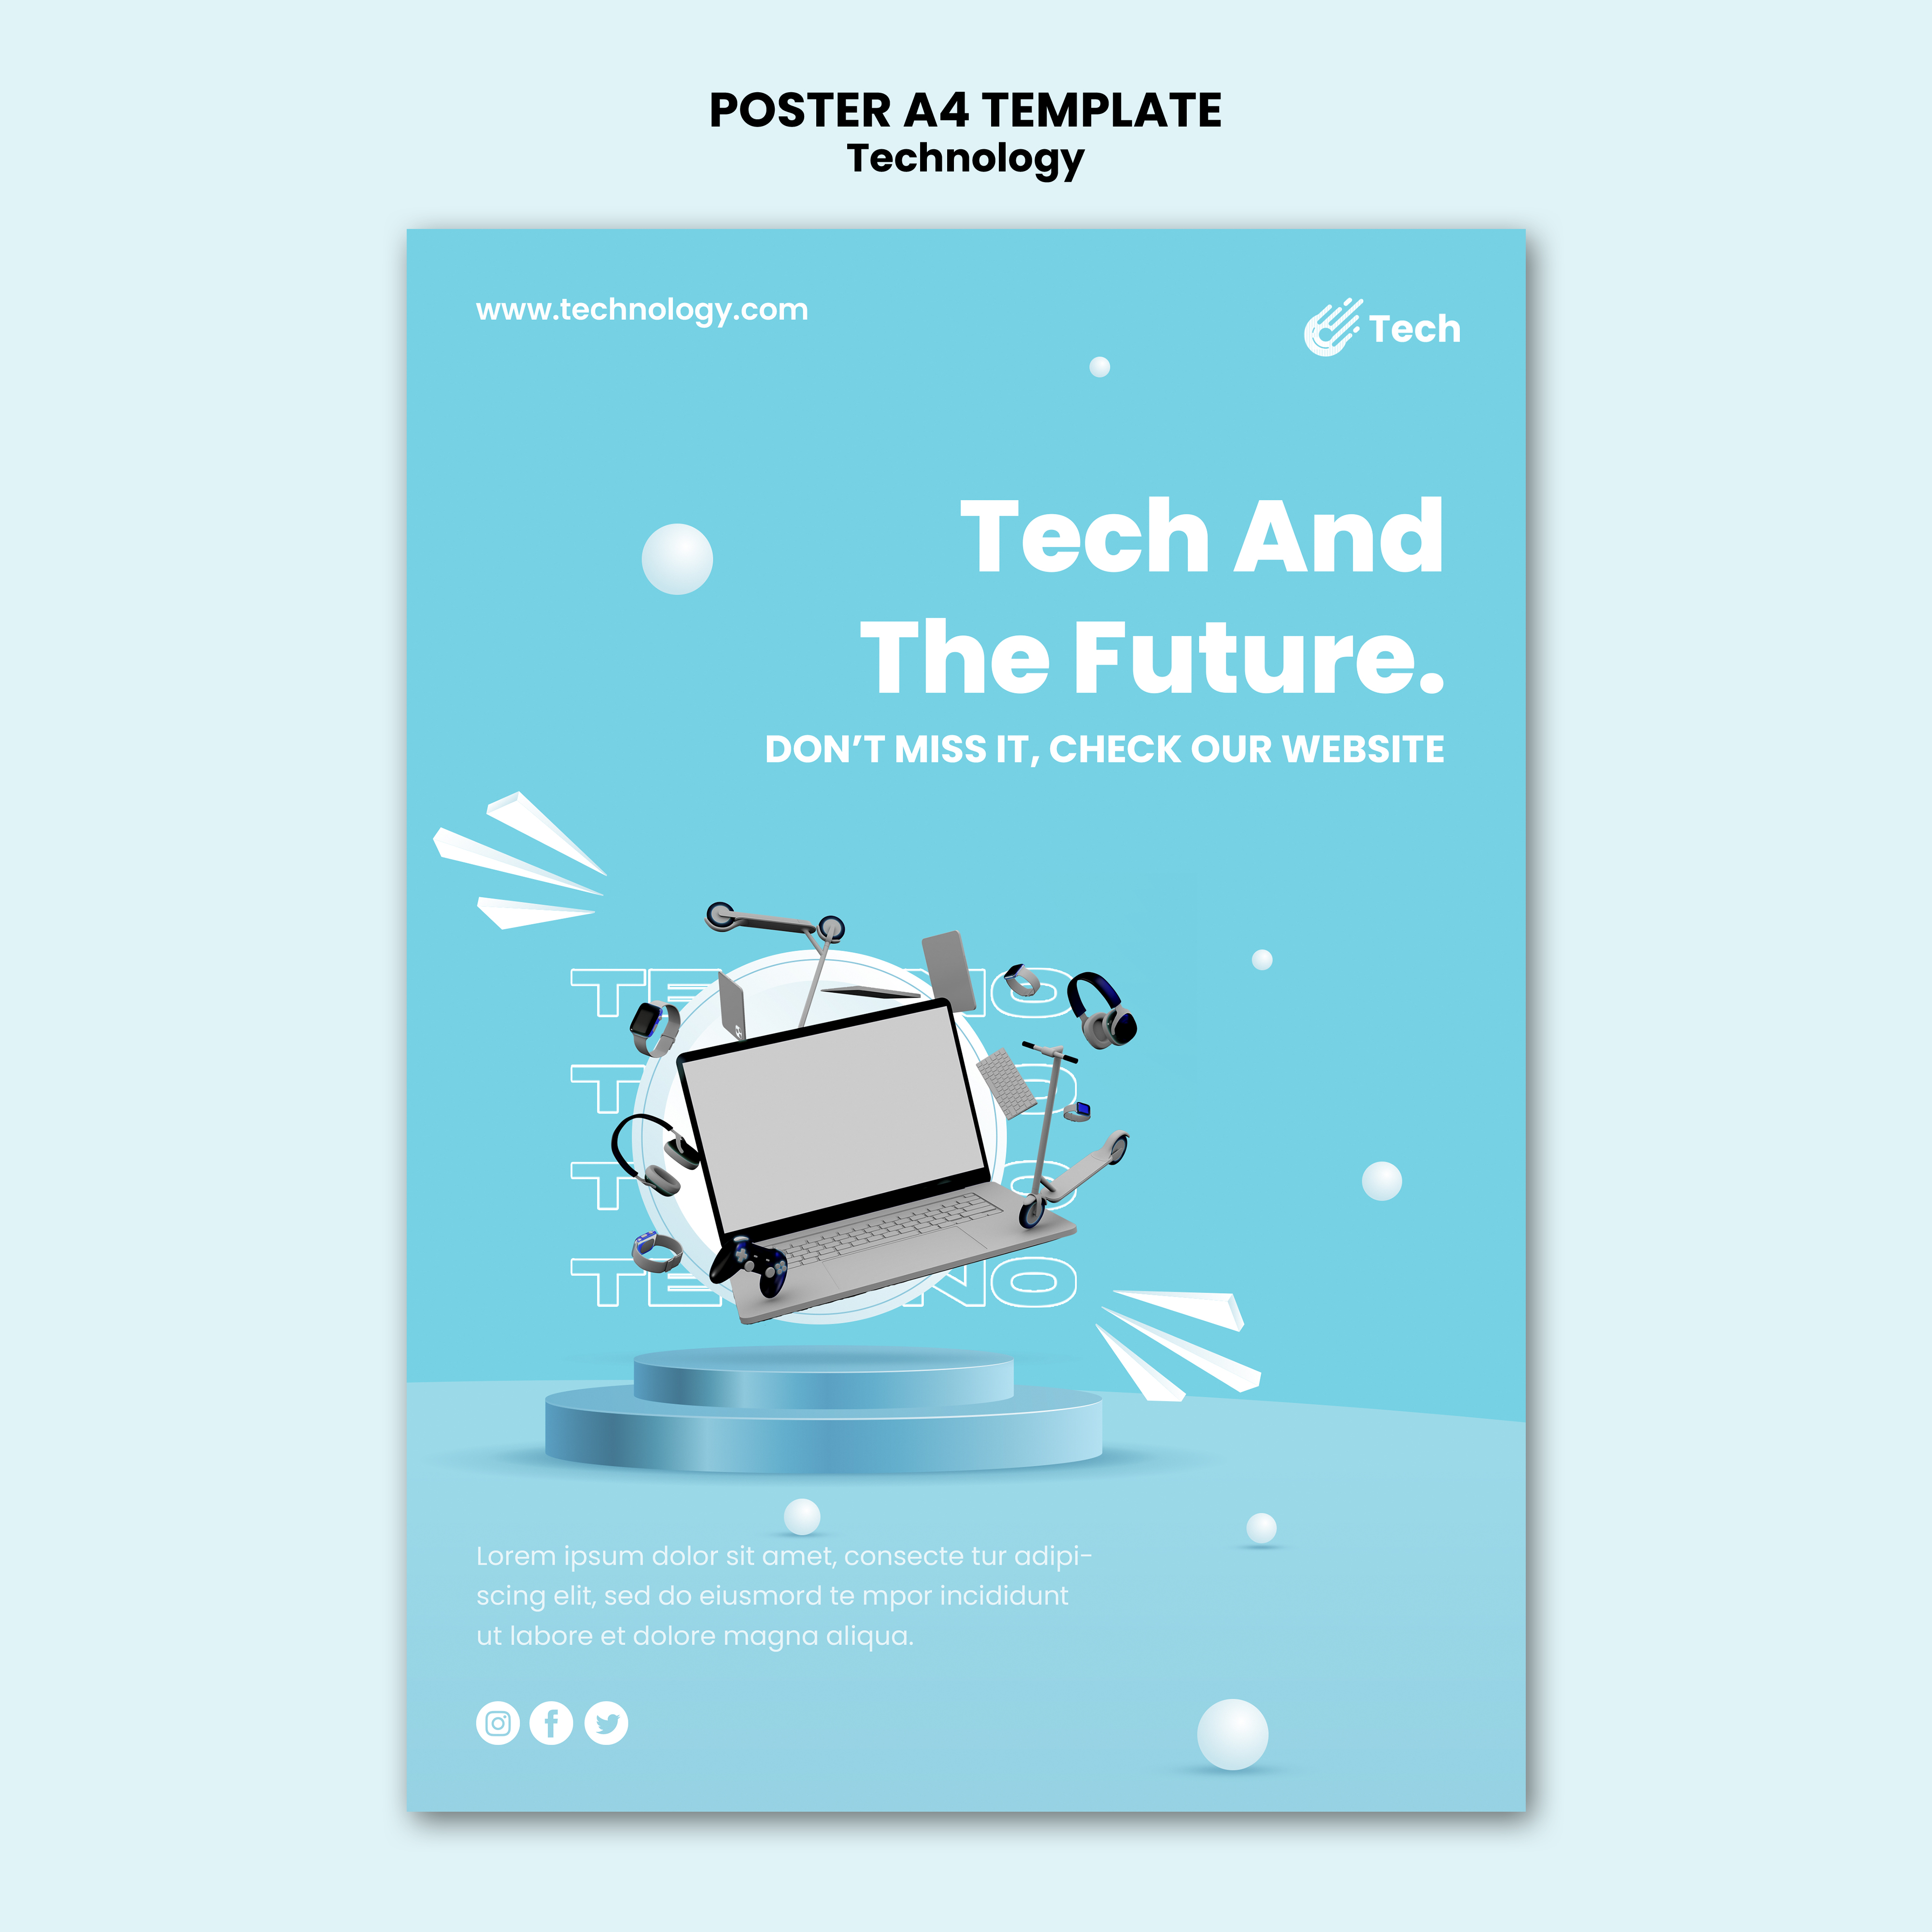 POSTER A4 TEMPLATE
Technology
www.technology.com
Tech
Tech And
The Future.
DON’T MISS IT, CHECK OUR WEBSITE
Lorem ipsum dolor sit amet, consecte tur adipi-
scing elit, sed do eiusmord te mpor incididunt
ut labore et dolore magna aliqua.